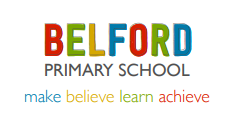 BELFORD
PRIMARY SCHOOL
make believe learn achieve